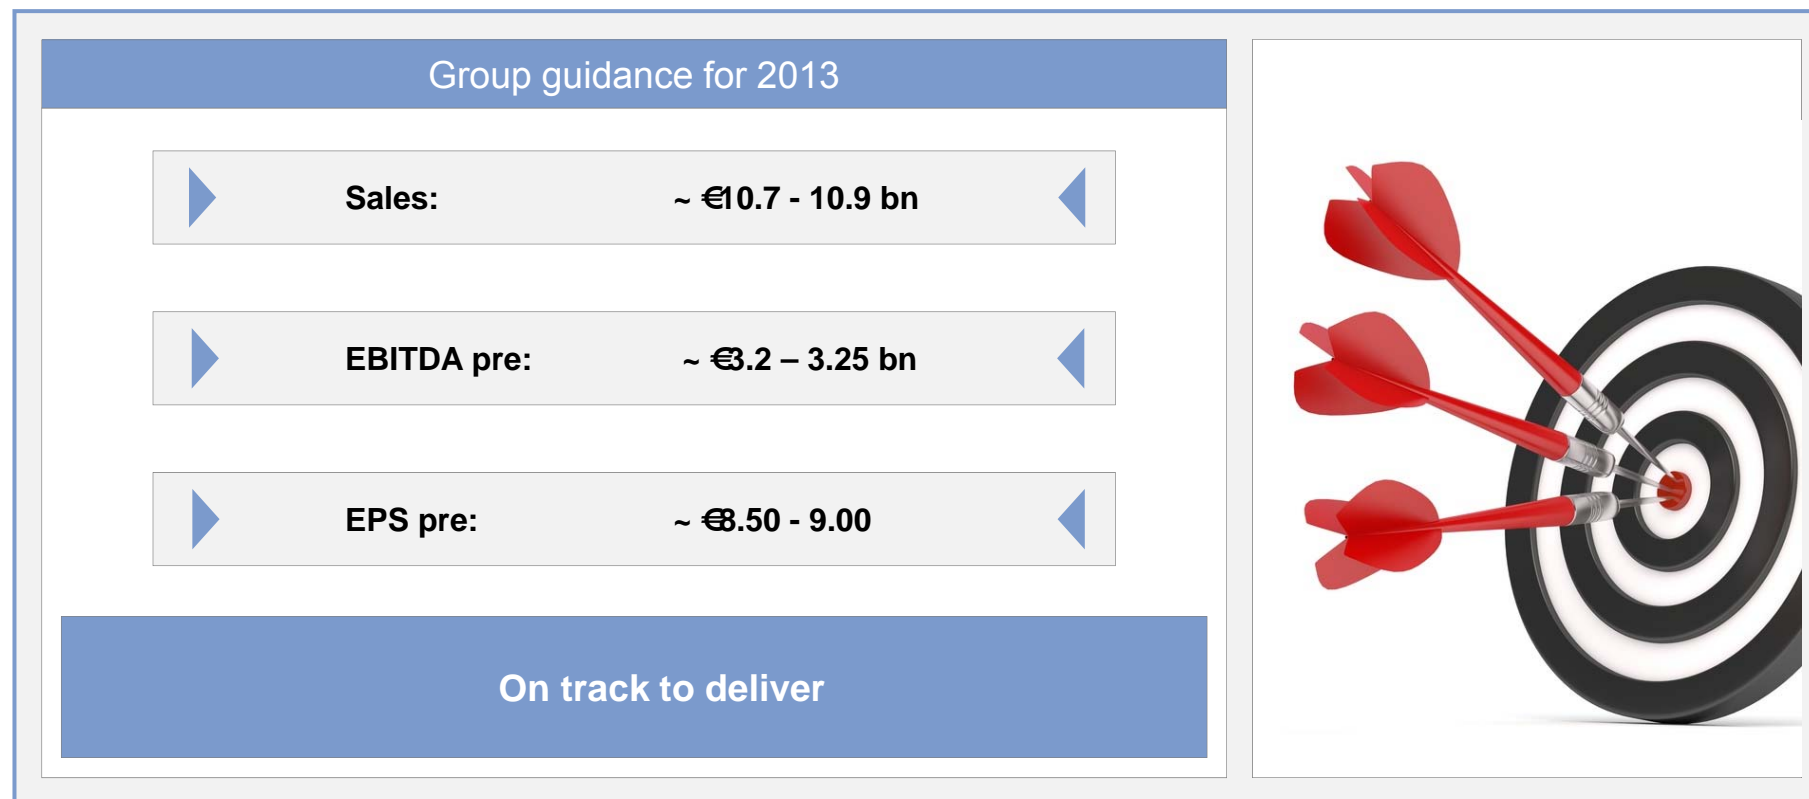 Group guidance for 2013
Sales: ~ €10.7 - 10.9 bn
EBITDA pre: ~ €3.2 – 3.25 bn
EPS pre: ~ €8.50 - 9.00
On track to deliver